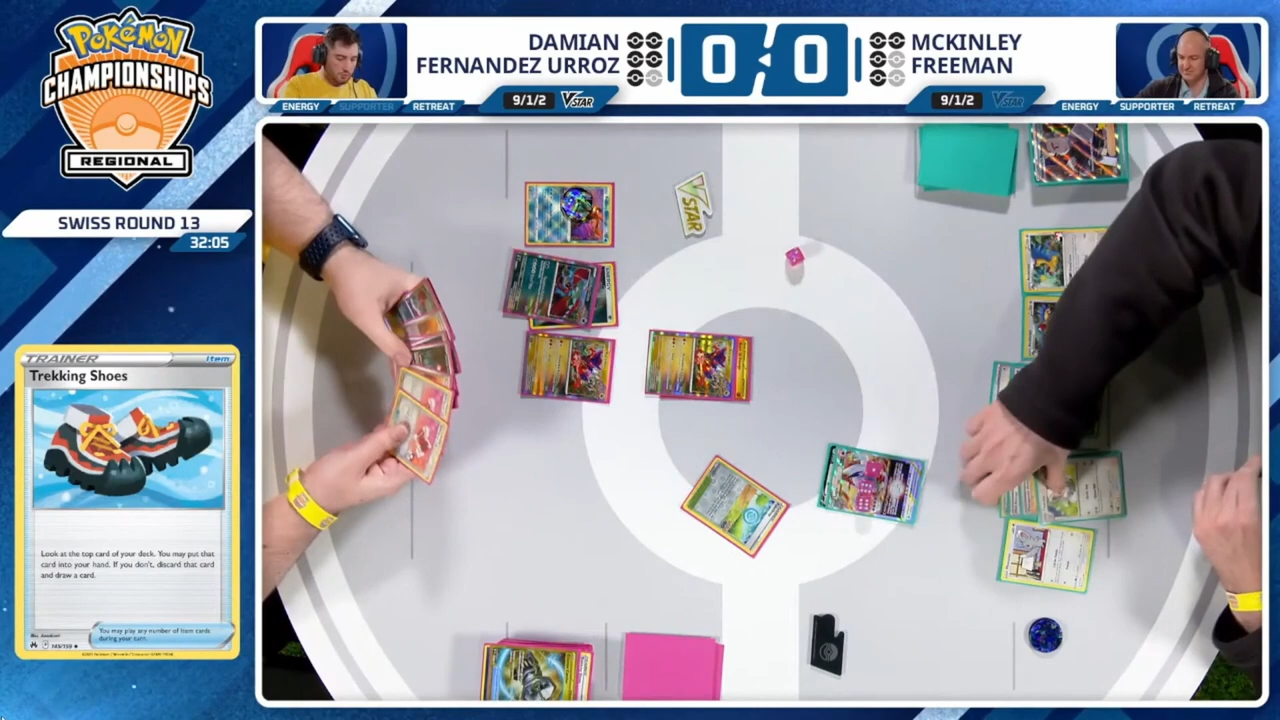 POKÉMON
CHAMPIONSHIPS
REGIONAL
SWISS ROUND 13
32:05
DAMIAN
FERNANDEZ URROZ
0
0
MCKINLEY
FREEMAN
ENERGY
SUPPORTER
RETREAT
9/1/2
VSTAR
9/1/2
VSTAR
ENERGY
SUPPORTER
RETREAT
TRAINER
Item
Trekking Shoes
Look at the top card of your deck. You may put that
card into your hand. If you don't, discard that card
and draw a card.
You may play any number of Item cards
during your turn.
145/159
V STAR